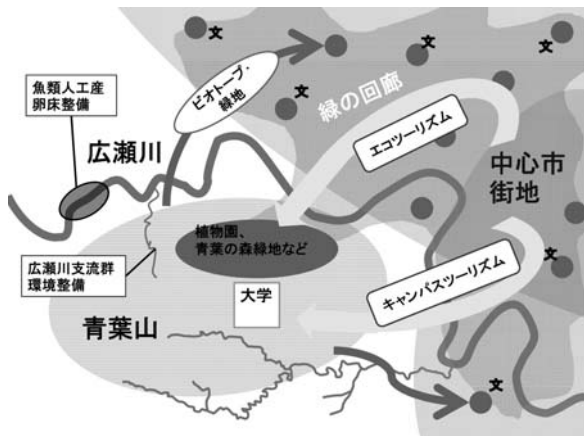 文
文
文
魚類人工産
卵床整備
ビオトープ・
緑地
文
緑の回廊
エコツーリズム
広瀬川
中心市
街地
植物園、
青葉の森緑地など
文
広瀬川支流群
環境整備
大学
キャンパスツーリズム
青葉山
文